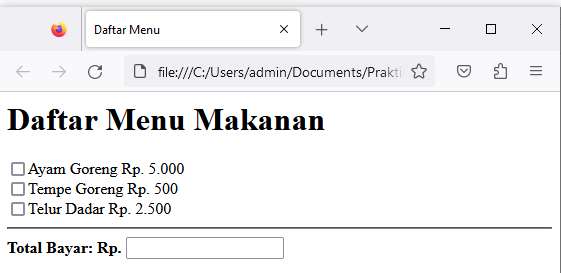 Daftar Menu
file:///C:/Users/admin/Documents/Prakti
Daftar Menu Makanan
Ayam Goreng Rp. 5.000
Tempe Goreng Rp. 500
Telur Dadar Rp. 2.500
Total Bayar: Rp.